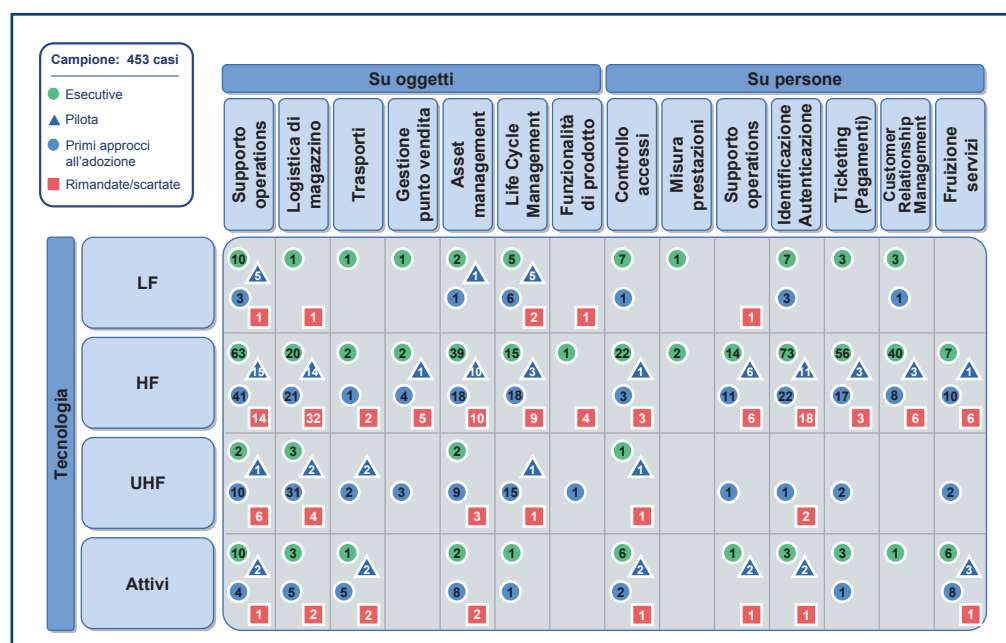 Campione: 453 casi
Esecutive
Pilota
Primi approcci
all'adozione
Rimandate/scartate
Su oggetti
Su persone
Supporto
operations
Logistica di
magazzino
Trasporti
Gestione
punto vendita
Asset
management
Life Cycle
Management
Funzionalità
di prodotto
Controllo
accessi
Misura
prestazioni
Supporto
operations
Identificazione
Autenticazione
Ticketing
(Pagamenti)
Customer
Relationship
Management
Fruizione
servizi
Tecnologia
LF
10 1 1 1 2 5 7 1 7 3 3
5 1 5
3 1 6 1 3 1
1 1 2 1 1
HF
63 20 2 2 39 15 1 22 2 14 73 56 40 7
15 14 1 10 3 1 6 11 3 3 1
41 21 1 4 18 18 3 11 22 17 8 10
14 32 2 5 10 9 4 3 6 18 3 6 6
UHF
2 3 2 1
1 2 2 1 1
10 31 2 3 9 15 1 1 1 2 2
6 4 3 1 1 2
Attivi
10 3 1 2 1 6 1 3 3 1 6
2 2 2 2 2 3
4 5 5 8 1 2 1 8
1 2 2 2 1 1 1 1